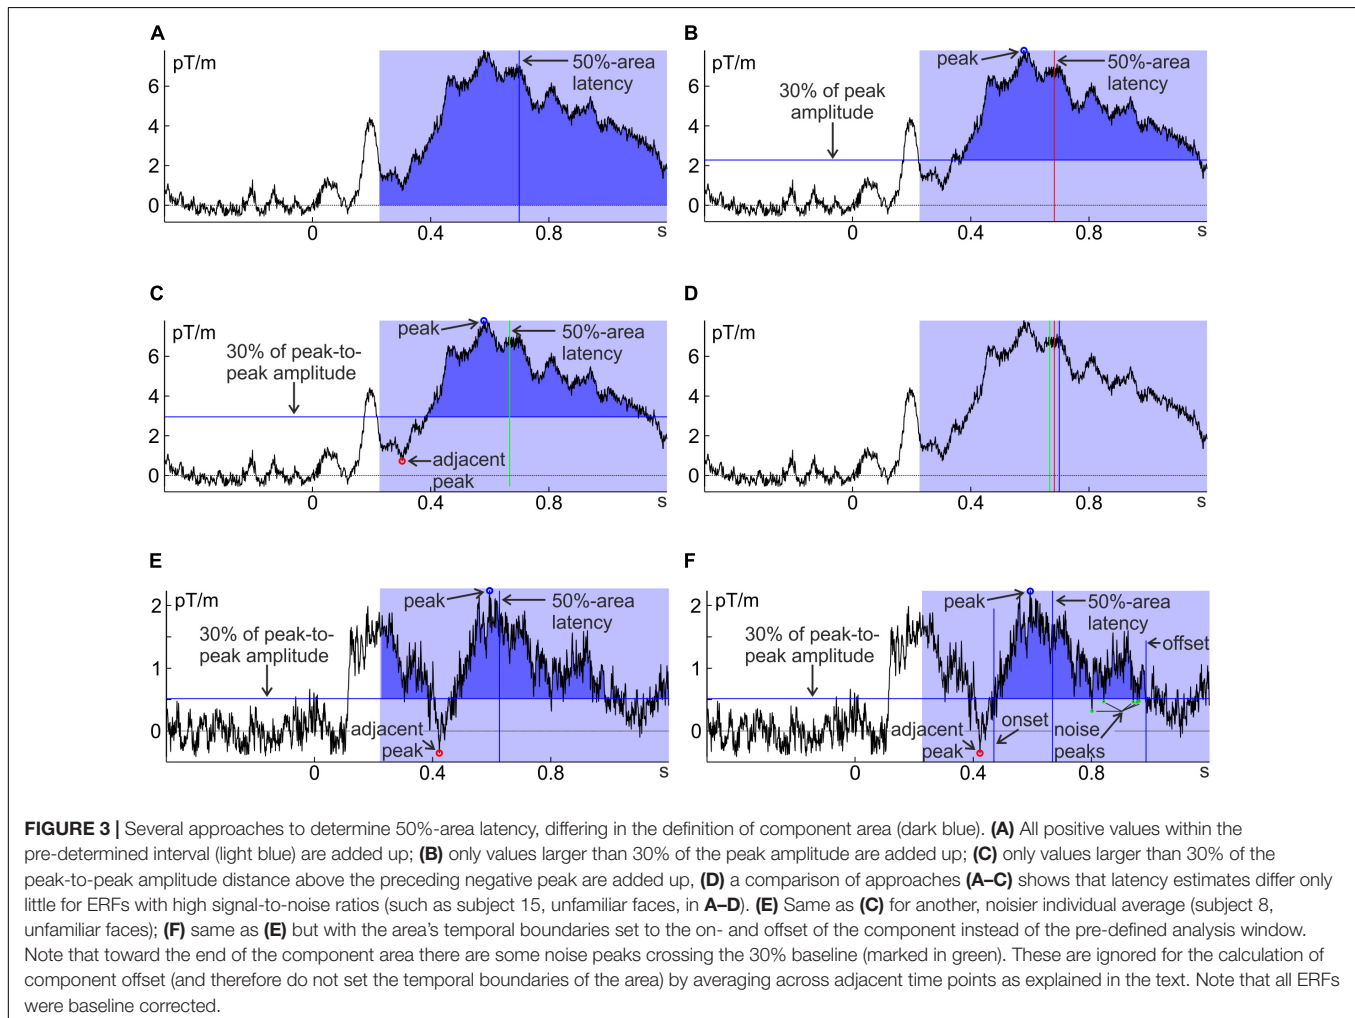 A
pT/m
50%-area
latency
6
4
2
0
0
0.4
0.8
s
B
pT/m
peak
50%-area
latency
30% of peak
amplitude
6
4
2
0
0
0.4
0.8
s
C
pT/m
peak
50%-area
latency
30% of peak-to-
peak amplitude
adjacent
peak
6
4
2
0
0
0.4
0.8
s
D
pT/m
6
4
2
0
0
0.4
0.8
s
E
pT/m
peak
50%-area
latency
30% of peak-to-
peak amplitude
adjacent
peak
2
1
0
0
0.4
0.8
s
F
pT/m
peak
50%-area
latency
offset
30% of peak-to-
peak amplitude
adjacent
peak
onset
noise
peaks
2
1
0
0
0.4
0.8
s
FIGURE 3 | Several approaches to determine 50%-area latency, differing in the definition of component area (dark blue). (A) All positive values within the
pre-determined interval (light blue) are added up; (B) only values larger than 30% of the peak amplitude are added up; (C) only values larger than 30% of the
peak-to-peak amplitude distance above the preceding negative peak are added up, (D) a comparison of approaches (A–C) shows that latency estimates differ only
little for ERFs with high signal-to-noise ratios (such as subject 15, unfamiliar faces, in A–D). (E) Same as (C) for another, noisier individual average (subject 8,
unfamiliar faces); (F) same as (E) but with the area's temporal boundaries set to the on- and offset of the component instead of the pre-defined analysis window.
Note that toward the end of the component area there are some noise peaks crossing the 30% baseline (marked in green). These are ignored for the calculation of
component offset (and therefore do not set the temporal boundaries of the area) by averaging across adjacent time points as explained in the text. Note that all ERFs
were baseline corrected.